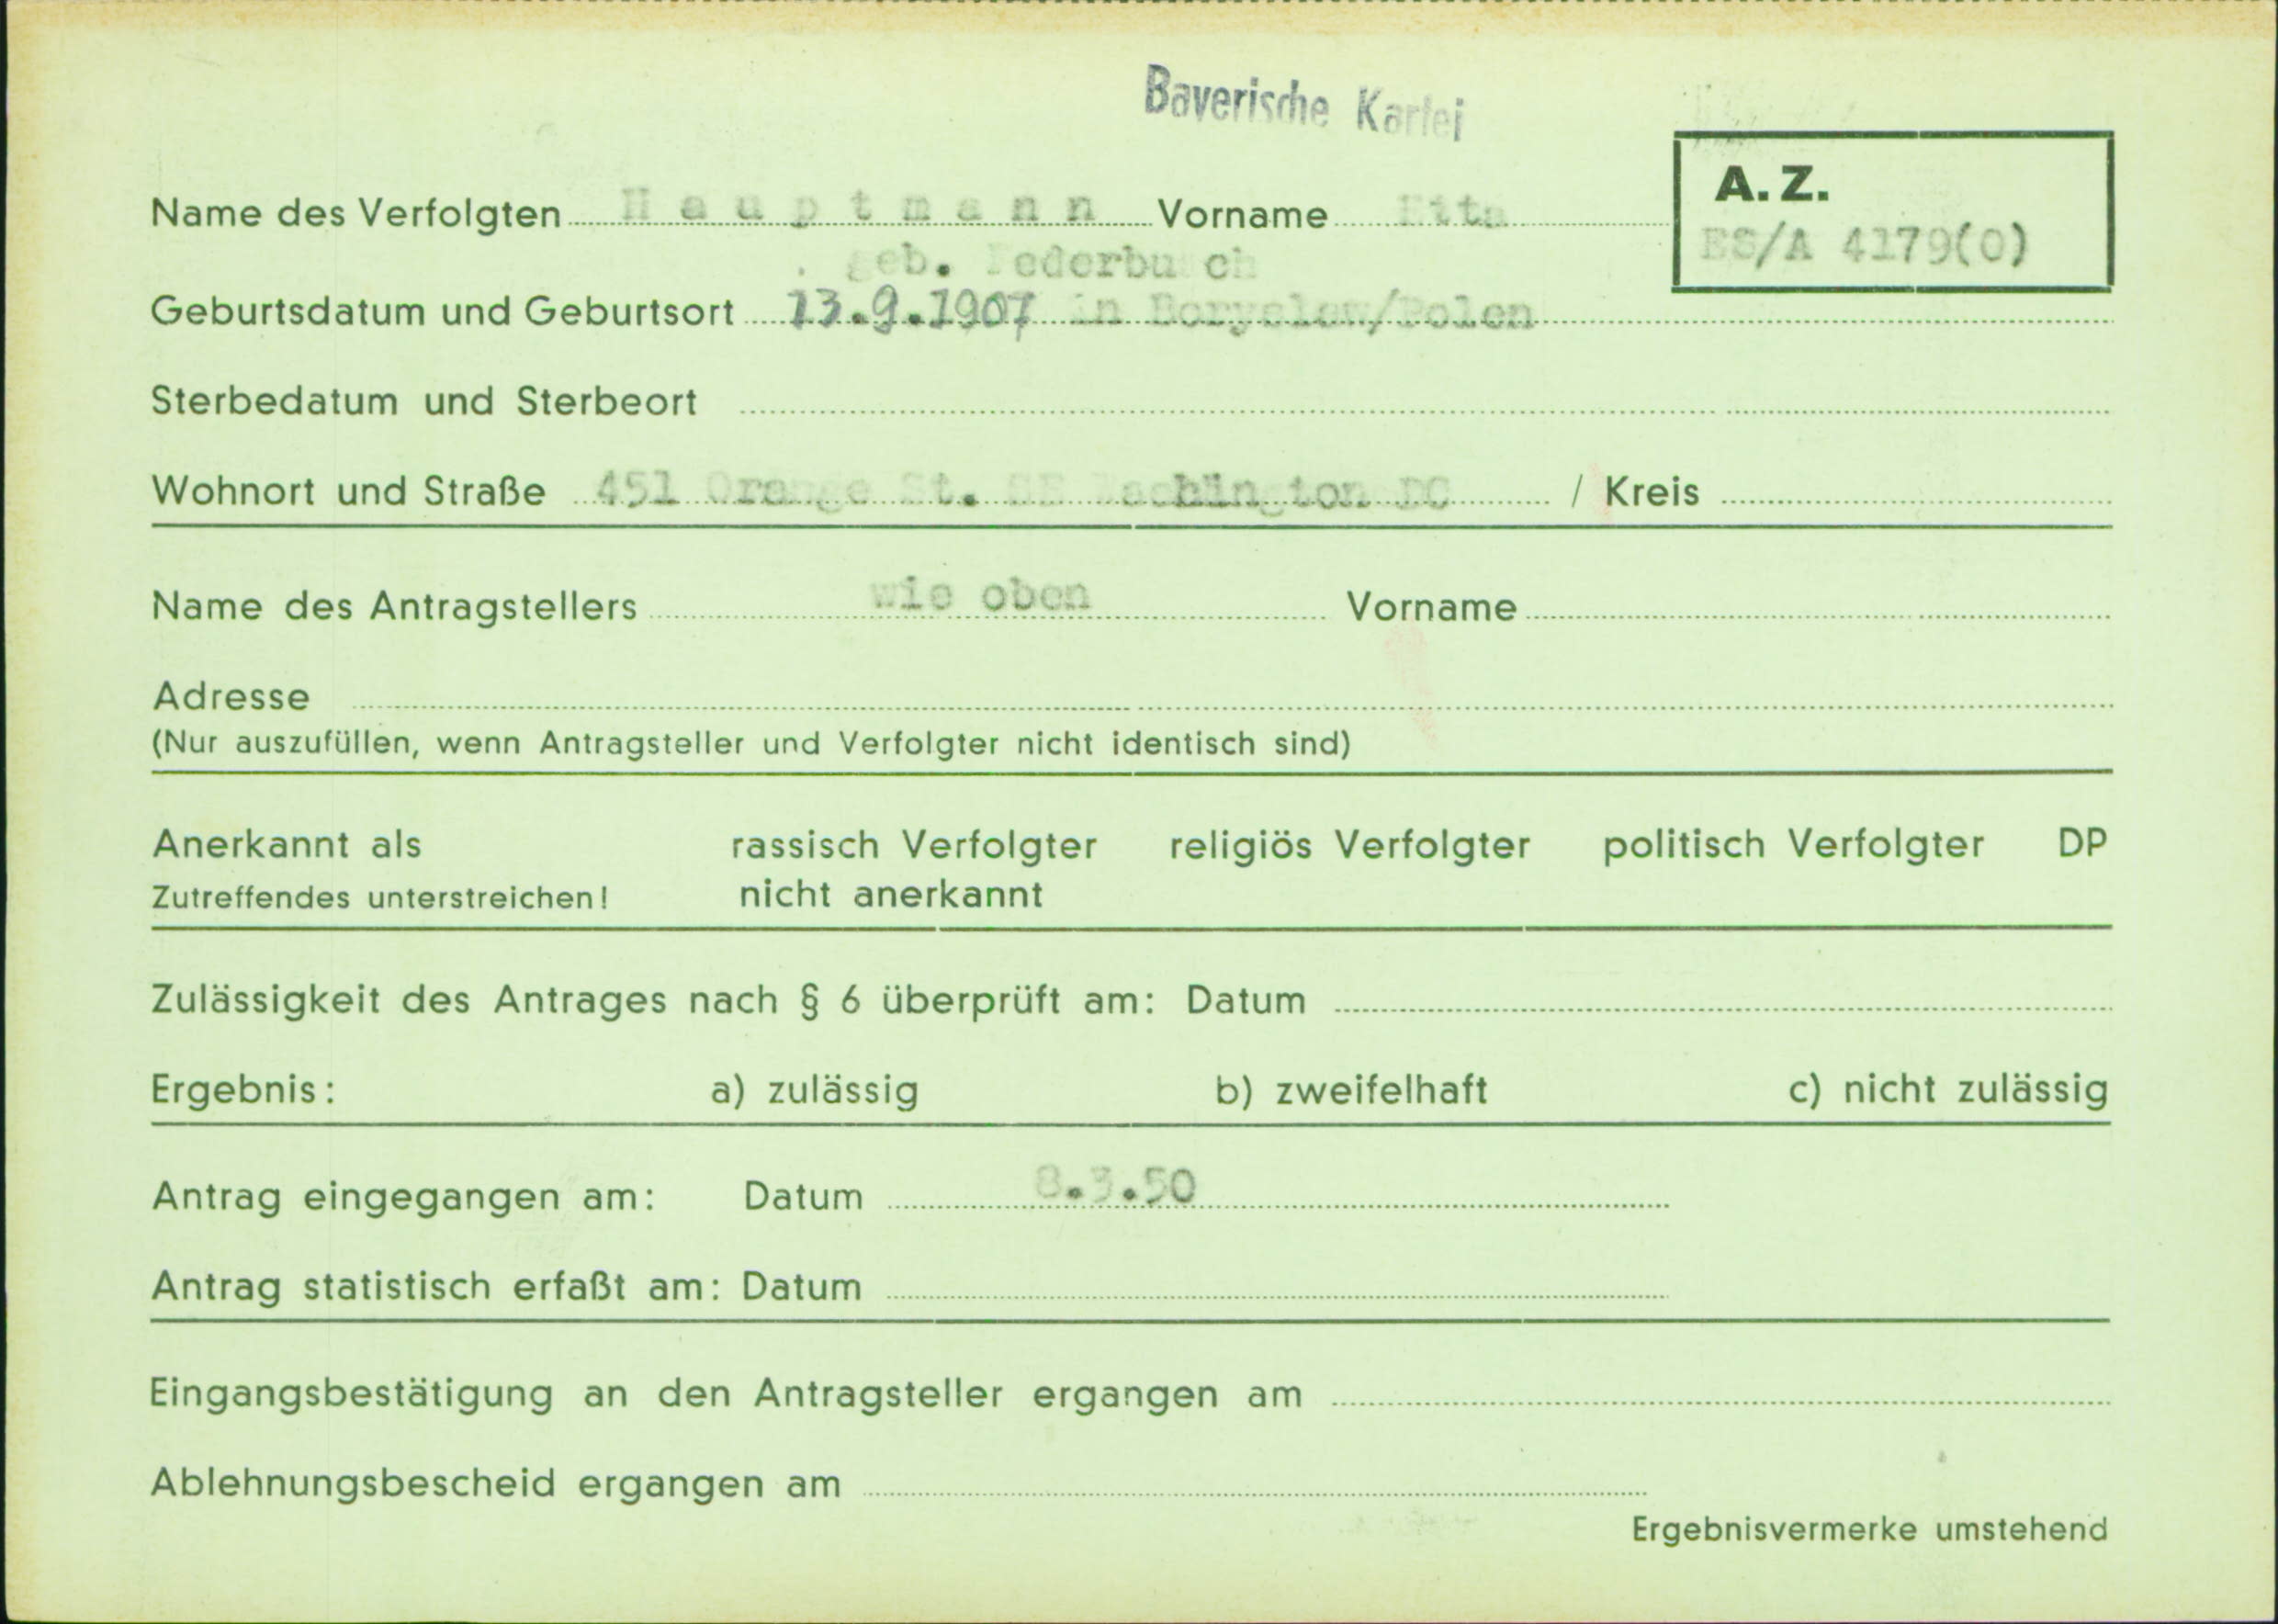 Bayerische Kartei
A. Z.
Name des Verfolgten Hauptmann Vorname
ES/A 4179(0)
geb. Federbusch
Geburtsdatum und Geburtsort 13.9.1907 in Boryslaw/Polen
Sterbedatum und Sterbeort
Wohnort und Straße 451 Orange St. SE Washington DC / Kreis
Name des Antragstellers wie oben Vorname
Adresse
(Nur auszufüllen, wenn Antragsteller und Verfolgter nicht identisch sind)
Anerkannt als rassisch Verfolgter religiös Verfolgter politisch Verfolgter DP
Zutreffendes unterstreichen! nicht anerkannt
Zulässigkeit des Antrages nach § 6 überprüft am: Datum
Ergebnis: a) zulässig b) zweifelhaft c) nicht zulässig
Antrag eingegangen am: Datum 8.3.50
Antrag statistisch erfaßt am: Datum
Eingangsbestätigung an den Antragsteller ergangen am
Ablehnungsbescheid ergangen am
Ergebnisvermerke umstehend